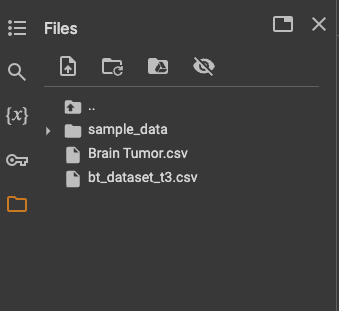 Files
{x}
..
sample_data
Brain Tumor.csv
bt_dataset_t3.csv